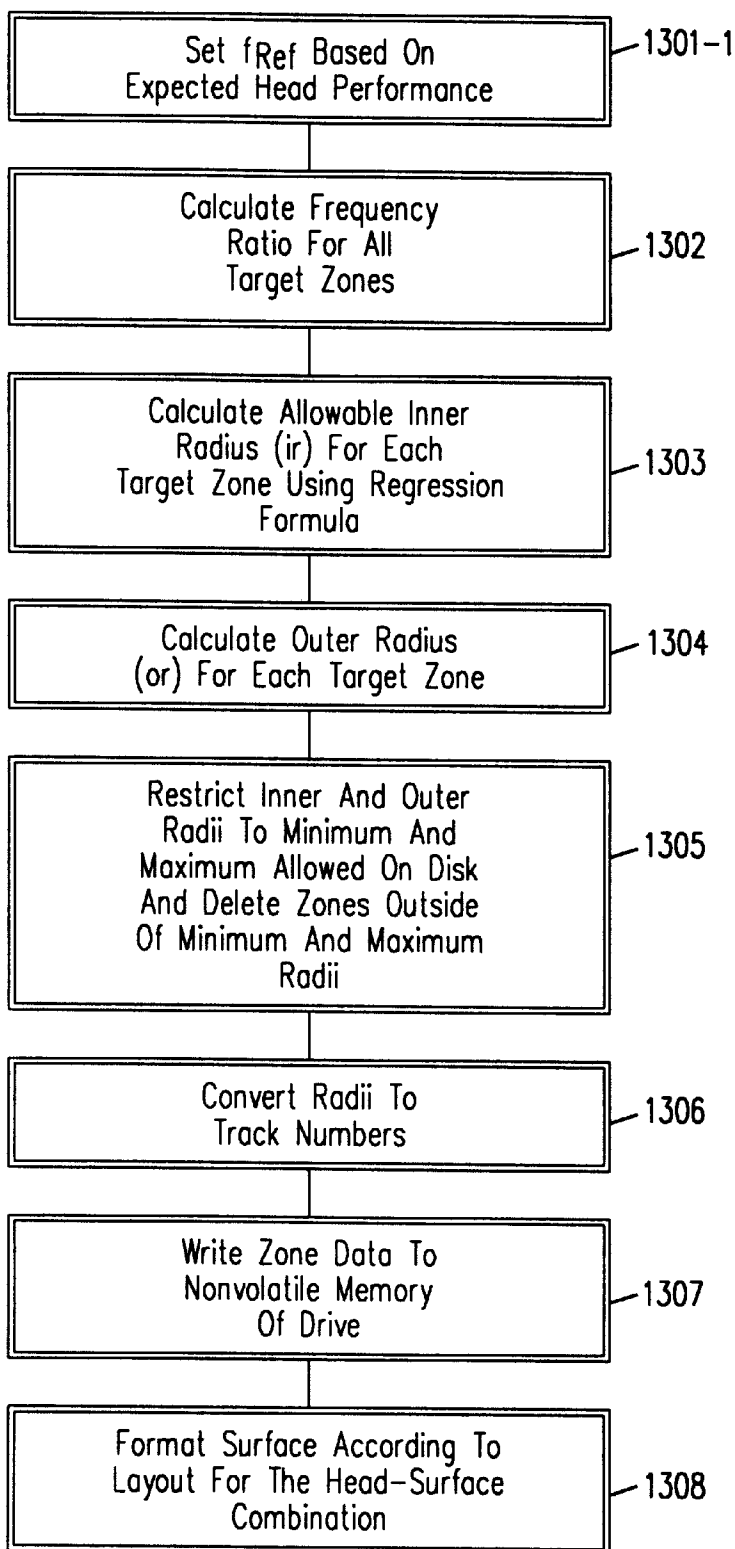 Set fRef Based On
Expected Head Performance
1301-1
Calculate Frequency
Ratio For All
Target Zones
1302
Calculate Allowable Inner
Radius (ir) For Each
Target Zone Using Regression
Formula
1303
Calculate Outer Radius
(or) For Each Target Zone
1304
Restrict Inner And Outer
Radii To Minimum And
Maximum Allowed On Disk
And Delete Zones Outside
Of Minimum And Maximum
Radii
1305
Convert Radii To
Track Numbers
1306
Write Zone Data To
Nonvolatile Memory
Of Drive
1307
Format Surface According To
Layout For The Head-Surface
Combination
1308